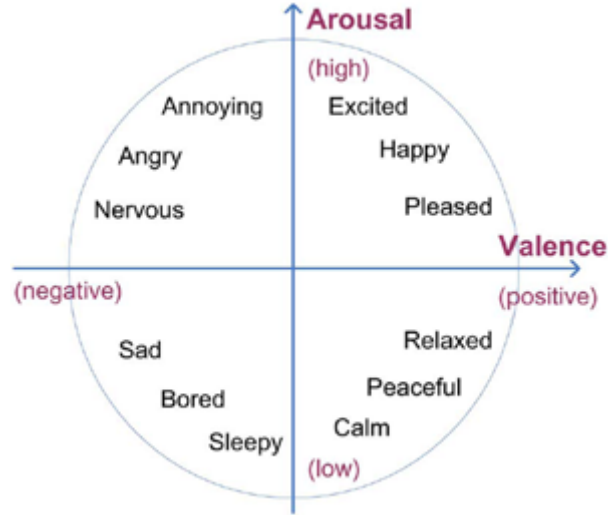 Arousal
(high)
Annoying
Excited
Angry
Happy
Nervous
Pleased
Valence
(negative)
(positive)
Sad
Relaxed
Bored
Peaceful
Sleepy
Calm
(low)